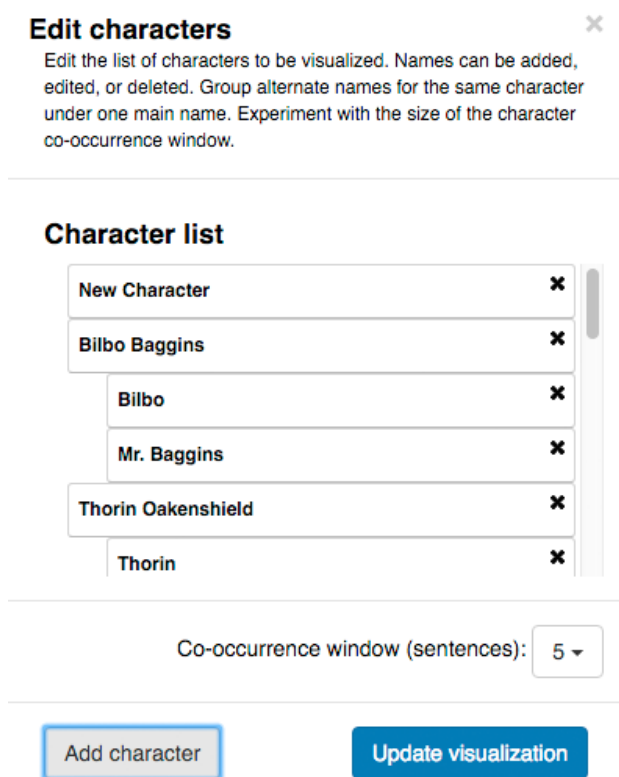 Edit characters
Edit the list of characters to be visualized. Names can be added,
edited, or deleted. Group alternate names for the same character
under one main name. Experiment with the size of the character
co-occurrence window.
Character list
New Character
Bilbo Baggins
Bilbo
Mr. Baggins
Thorin Oakenshield
Thorin
Co-occurrence window (sentences): 5
Add character
Update visualization